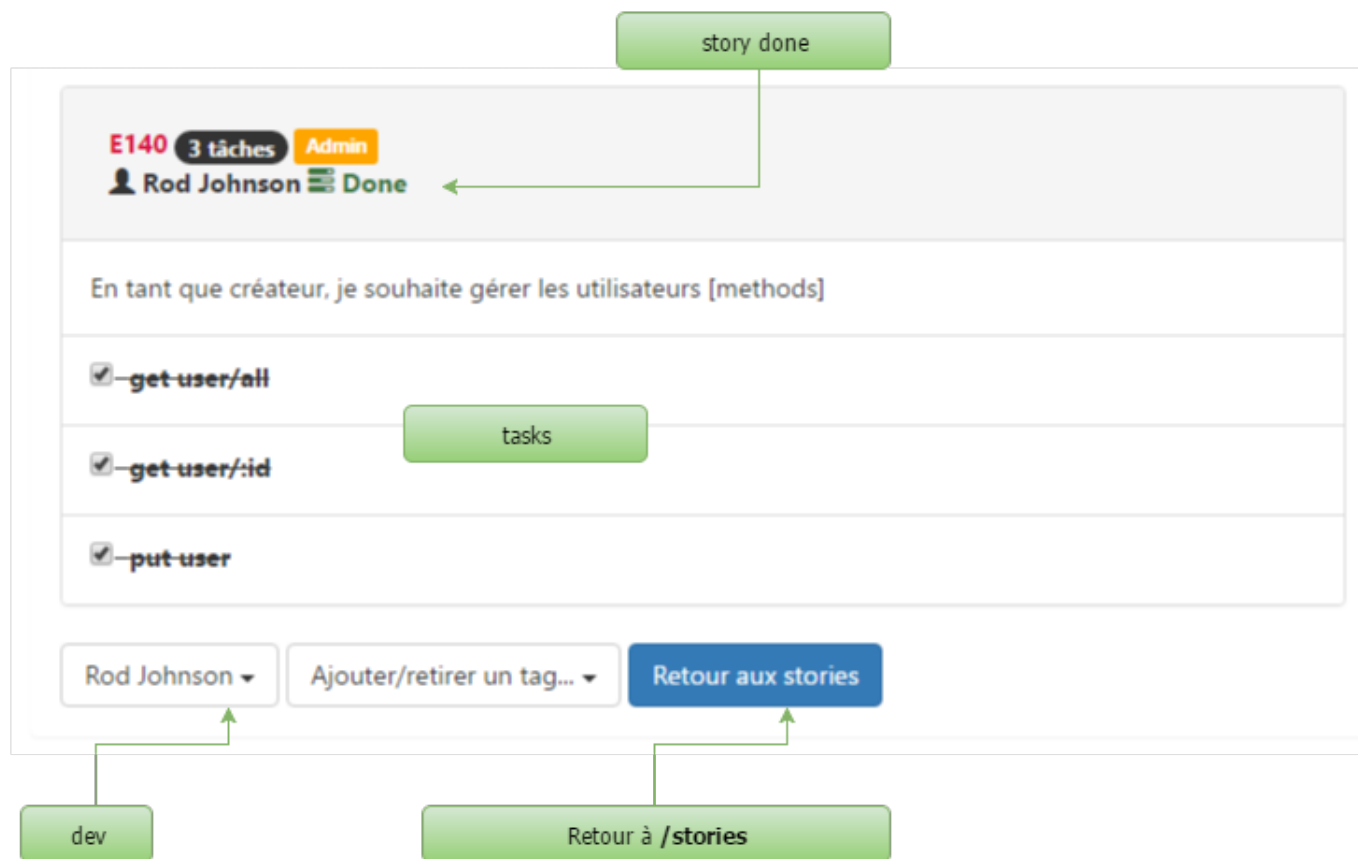 story done
E140 3 tâches Admin
Rod Johnson Done
En tant que créateur, je souhaite gérer les utilisateurs [methods]
get user/all
tasks
get user/:id
put user
Rod Johnson Ajouter/retirer un tag... Retour aux stories
dev Retour à /stories